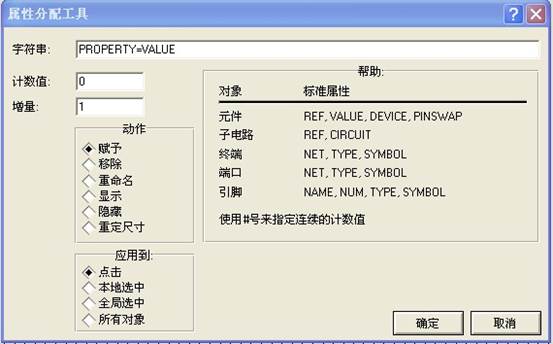 属性分配工具
字符串: PROPERTY=VALUE
计数值: 0
增量: 1
动作
赋予
移除
重命名
显示
隐藏
重定尺寸
应用到:
点击
本地选中
全局选中
所有对象
帮助:
对象 标准属性
元件 REF, VALUE, DEVICE, PINSWAP
子电路 REF, CIRCUIT
终端 NET, TYPE, SYMBOL
端口 NET, TYPE, SYMBOL
引脚 NAME, NUM, TYPE, SYMBOL
使用#号来指定连续的计数值
确定 取消